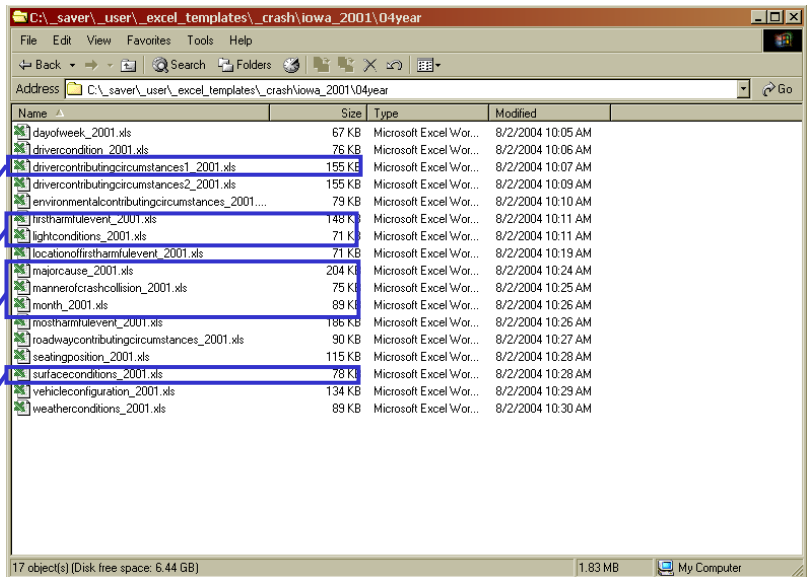 C:\_saver\_user\_excel_templates\_crash\iowa_2001\04year
File Edit View Favorites Tools Help
Back Search Folders
Address C:\_saver\_user\_excel_templates\_crash\iowa_2001\04year Go
Name Size Type Modified
dayofweek_2001.xls 67 KB Microsoft Excel Wor... 8/2/2004 10:05 AM
drivercondition_2001.xls 76 KB Microsoft Excel Wor... 8/2/2004 10:06 AM
drivercontributingcircumstances1_2001.xls 155 KB Microsoft Excel Wor... 8/2/2004 10:07 AM
drivercontributingcircumstances2_2001.xls 155 KB Microsoft Excel Wor... 8/2/2004 10:09 AM
environmentalcontributingcircumstances_2001.... 79 KB Microsoft Excel Wor... 8/2/2004 10:10 AM
firstharmfulevent_2001.xls 148 KB Microsoft Excel Wor... 8/2/2004 10:11 AM
lightconditions_2001.xls 71 KB Microsoft Excel Wor... 8/2/2004 10:11 AM
locationoffirstharmfulevent_2001.xls 71 KB Microsoft Excel Wor... 8/2/2004 10:19 AM
majorcause_2001.xls 204 KB Microsoft Excel Wor... 8/2/2004 10:24 AM
mannerofcrashcollision_2001.xls 75 KB Microsoft Excel Wor... 8/2/2004 10:25 AM
month_2001.xls 89 KB Microsoft Excel Wor... 8/2/2004 10:26 AM
mostharmfulevent_2001.xls 186 KB Microsoft Excel Wor... 8/2/2004 10:26 AM
roadwaycontributingcircumstances_2001.xls 90 KB Microsoft Excel Wor... 8/2/2004 10:27 AM
seatingposition_2001.xls 115 KB Microsoft Excel Wor... 8/2/2004 10:28 AM
surfaceconditions_2001.xls 78 KB Microsoft Excel Wor... 8/2/2004 10:28 AM
vehicleconfiguration_2001.xls 134 KB Microsoft Excel Wor... 8/2/2004 10:29 AM
weatherconditions_2001.xls 89 KB Microsoft Excel Wor... 8/2/2004 10:30 AM
17 object(s) (Disk free space: 6.44 GB) 1.83 MB My Computer